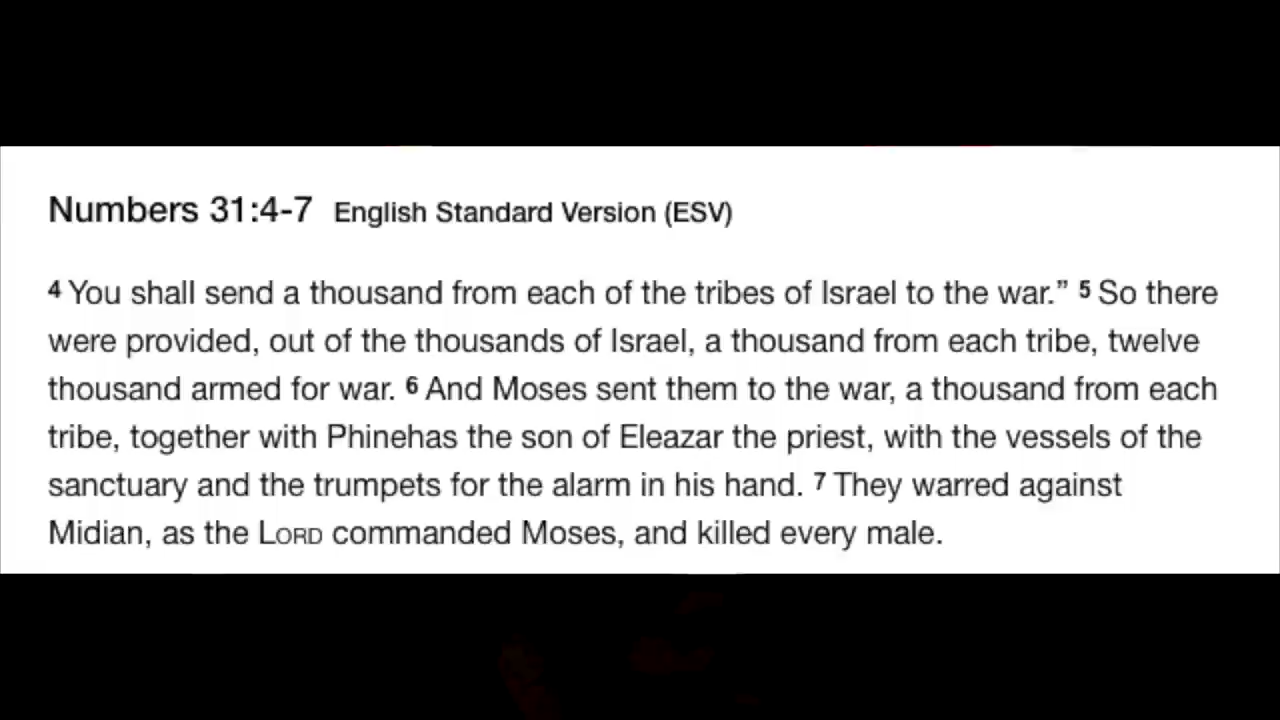 Numbers 31:4-7 English Standard Version (ESV)
4 You shall send a thousand from each of the tribes of Israel to the war.” 5 So there
were provided, out of the thousands of Israel, a thousand from each tribe, twelve
thousand armed for war. 6 And Moses sent them to the war, a thousand from each
tribe, together with Phinehas the son of Eleazar the priest, with the vessels of the
sanctuary and the trumpets for the alarm in his hand. 7 They warred against
Midian, as the LORD commanded Moses, and killed every male.